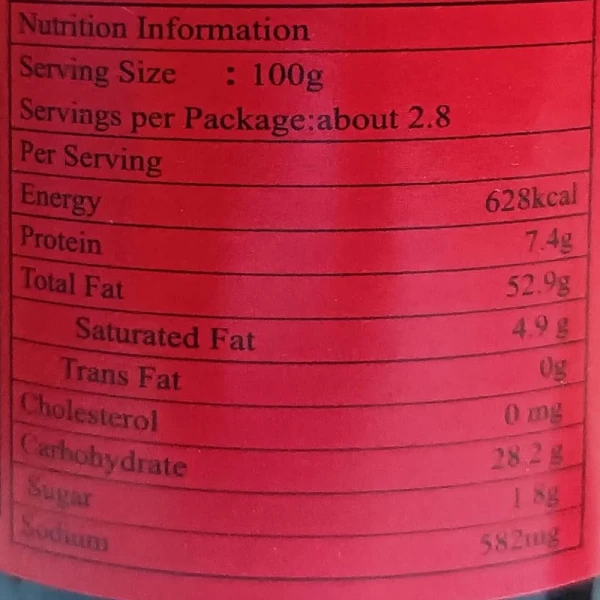 Nutrition Information
Serving Size : 100g
Servings per Package:about 2.8
Per Serving
Energy 628kcal
Protein 7.4g
Total Fat 52.9g
Saturated Fat 4.9 g
Trans Fat 0g
Cholesterol 0 mg
Carbohydrate 28.2 g
Sugar 1.8g
Sodium 582mg